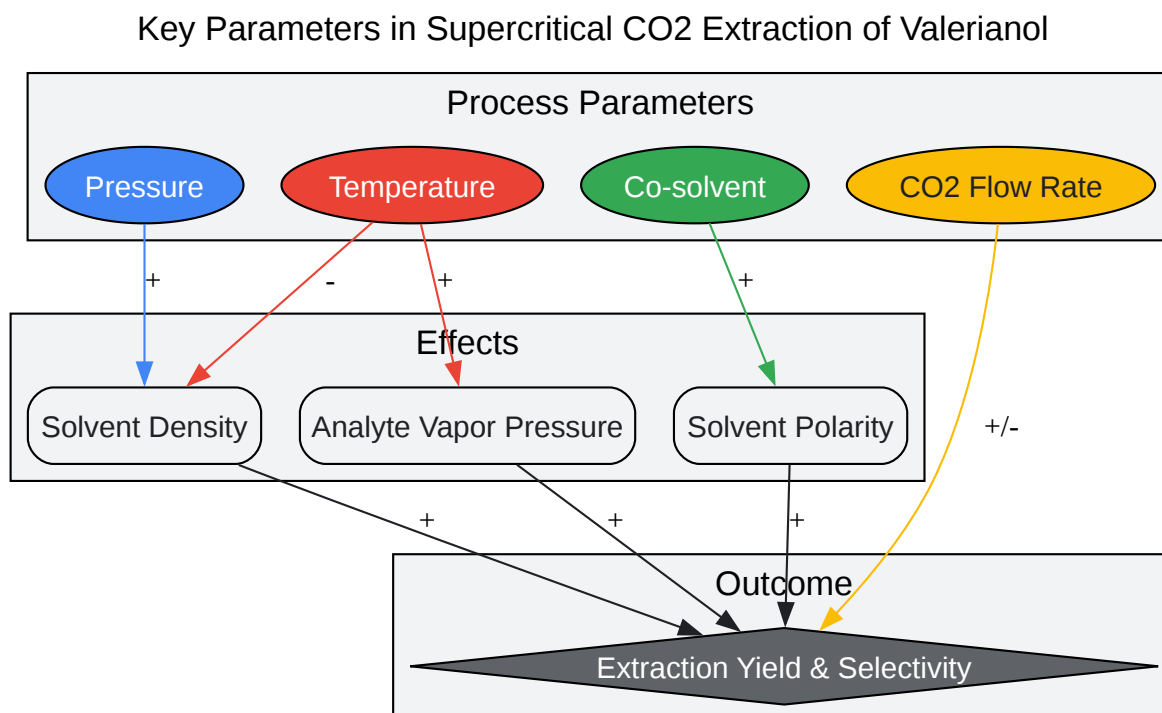 Key Parameters in Supercritical CO2 Extraction of Valerianol
Process Parameters
Pressure
Temperature
Co-solvent
CO2 Flow Rate
+
-
+
+
Effects
Solvent Density
Analyte Vapor Pressure
Solvent Polarity
+/-
+
+
+
Outcome
Extraction Yield & Selectivity